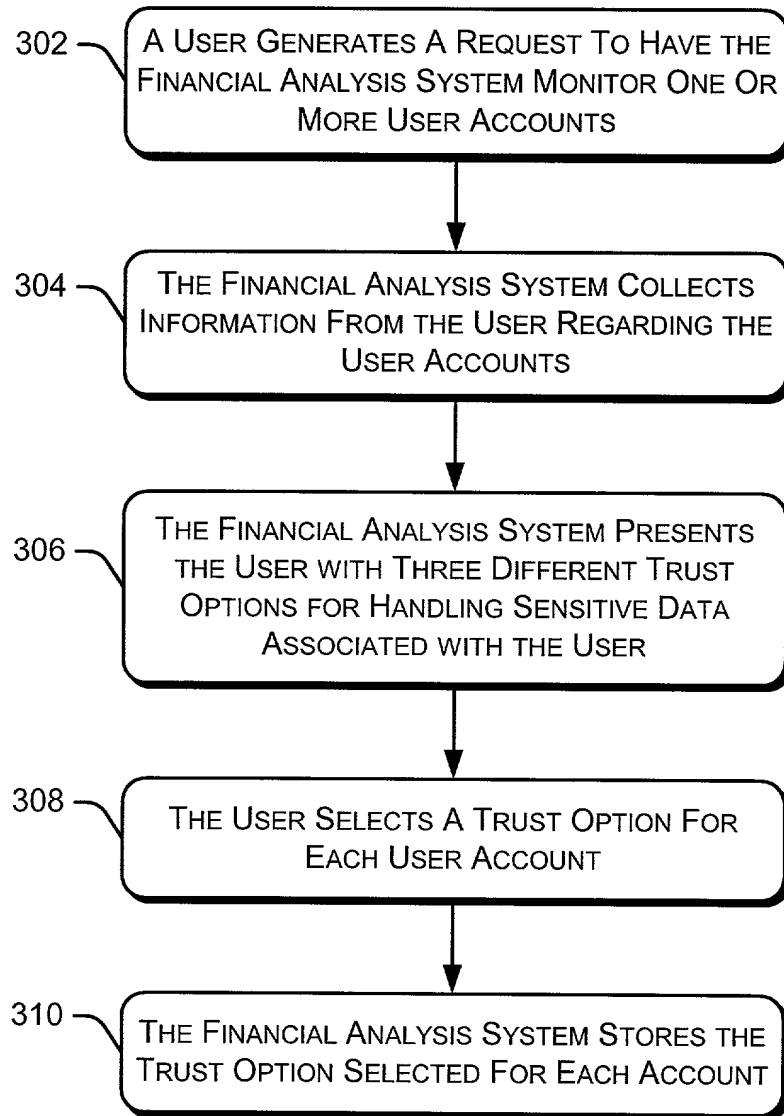 302
A USER GENERATES A REQUEST TO HAVE THE
FINANCIAL ANALYSIS SYSTEM MONITOR ONE OR
MORE USER ACCOUNTS
304
THE FINANCIAL ANALYSIS SYSTEM COLLECTS
INFORMATION FROM THE USER REGARDING THE
USER ACCOUNTS
306
THE FINANCIAL ANALYSIS SYSTEM PRESENTS
THE USER WITH THREE DIFFERENT TRUST
OPTIONS FOR HANDLING SENSITIVE DATA
ASSOCIATED WITH THE USER
308
THE USER SELECTS A TRUST OPTION FOR
EACH USER ACCOUNT
310
THE FINANCIAL ANALYSIS SYSTEM STORES THE
TRUST OPTION SELECTED FOR EACH ACCOUNT